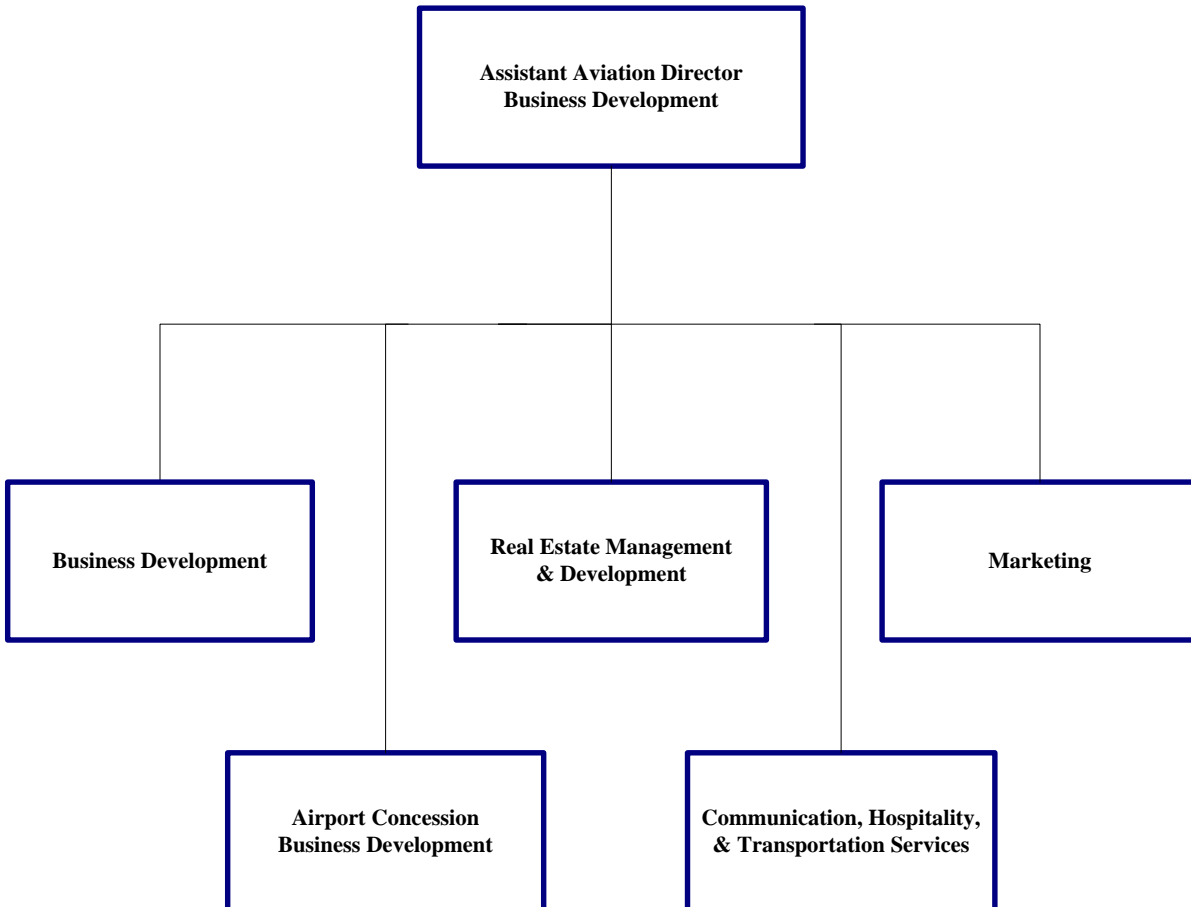 Assistant Aviation Director
Business Development
Business Development
Real Estate Management
& Development
Marketing
Airport Concession
Business Development
Communication, Hospitality,
& Transportation Services